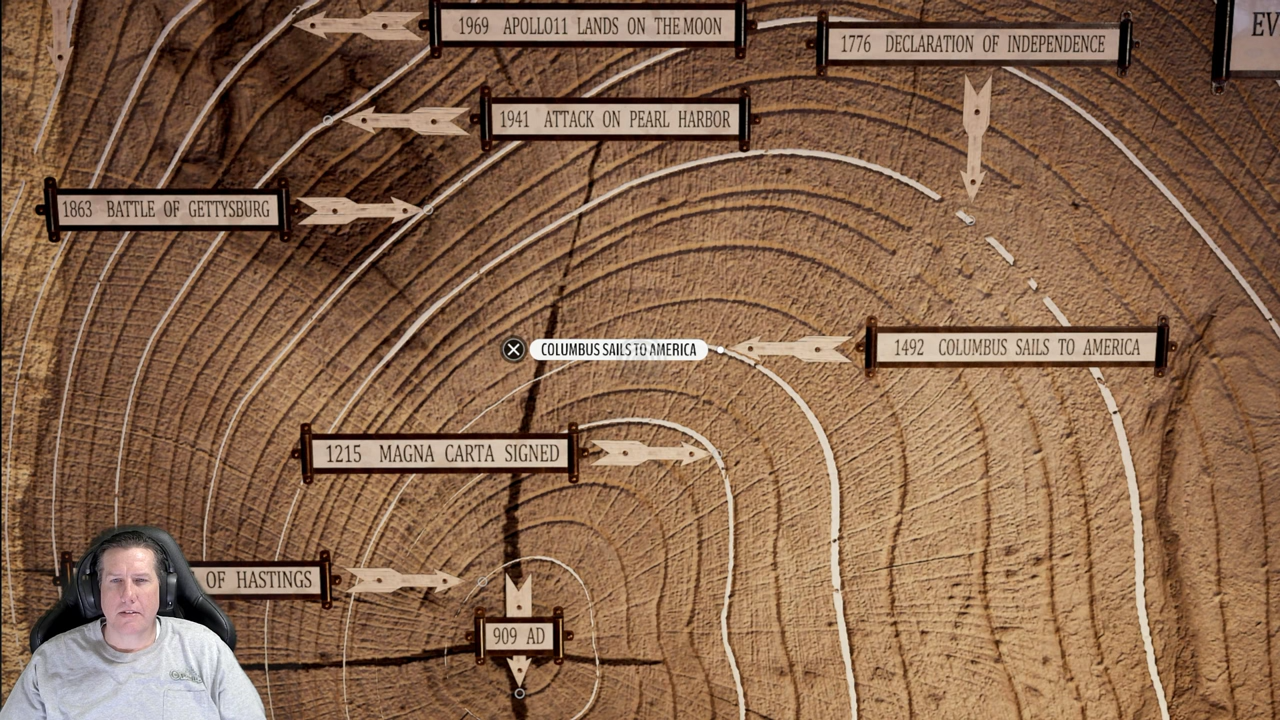 1969 APOLLO11 LANDS ON THE MOON
1776 DECLARATION OF INDEPENDENCE
EV
1941 ATTACK ON PEARL HARBOR
1863 BATTLE OF GETTYSBURG
COLUMBUS SAILS TO AMERICA
1492 COLUMBUS SAILS TO AMERICA
1215 MAGNA CARTA SIGNED
OF HASTINGS
909 AD